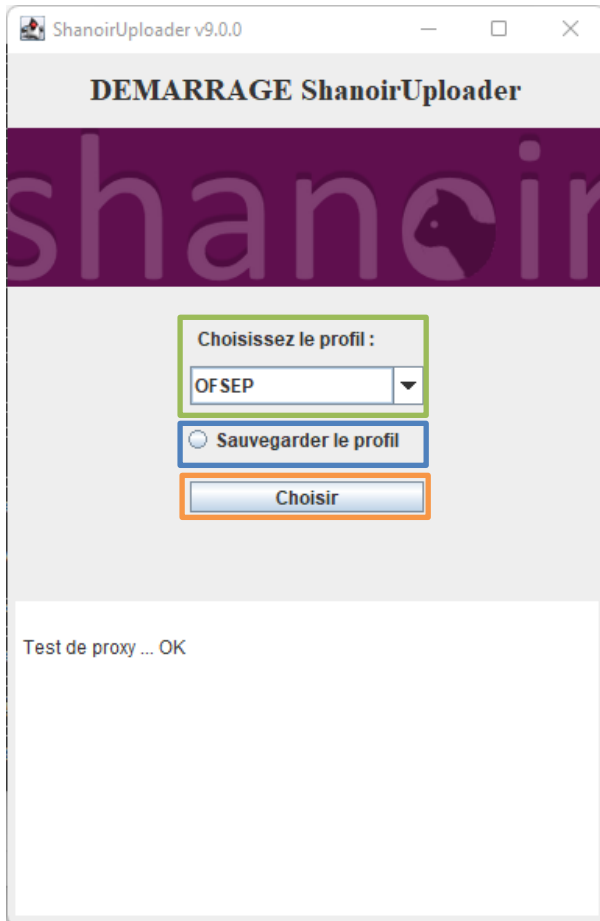 ShanoirUploader v9.0.0
DEMARRAGE ShanoirUploader
shanoir
Choisissez le profil :
OFSEP
Sauvegarder le profil
Choisir
Test de proxy ... OK